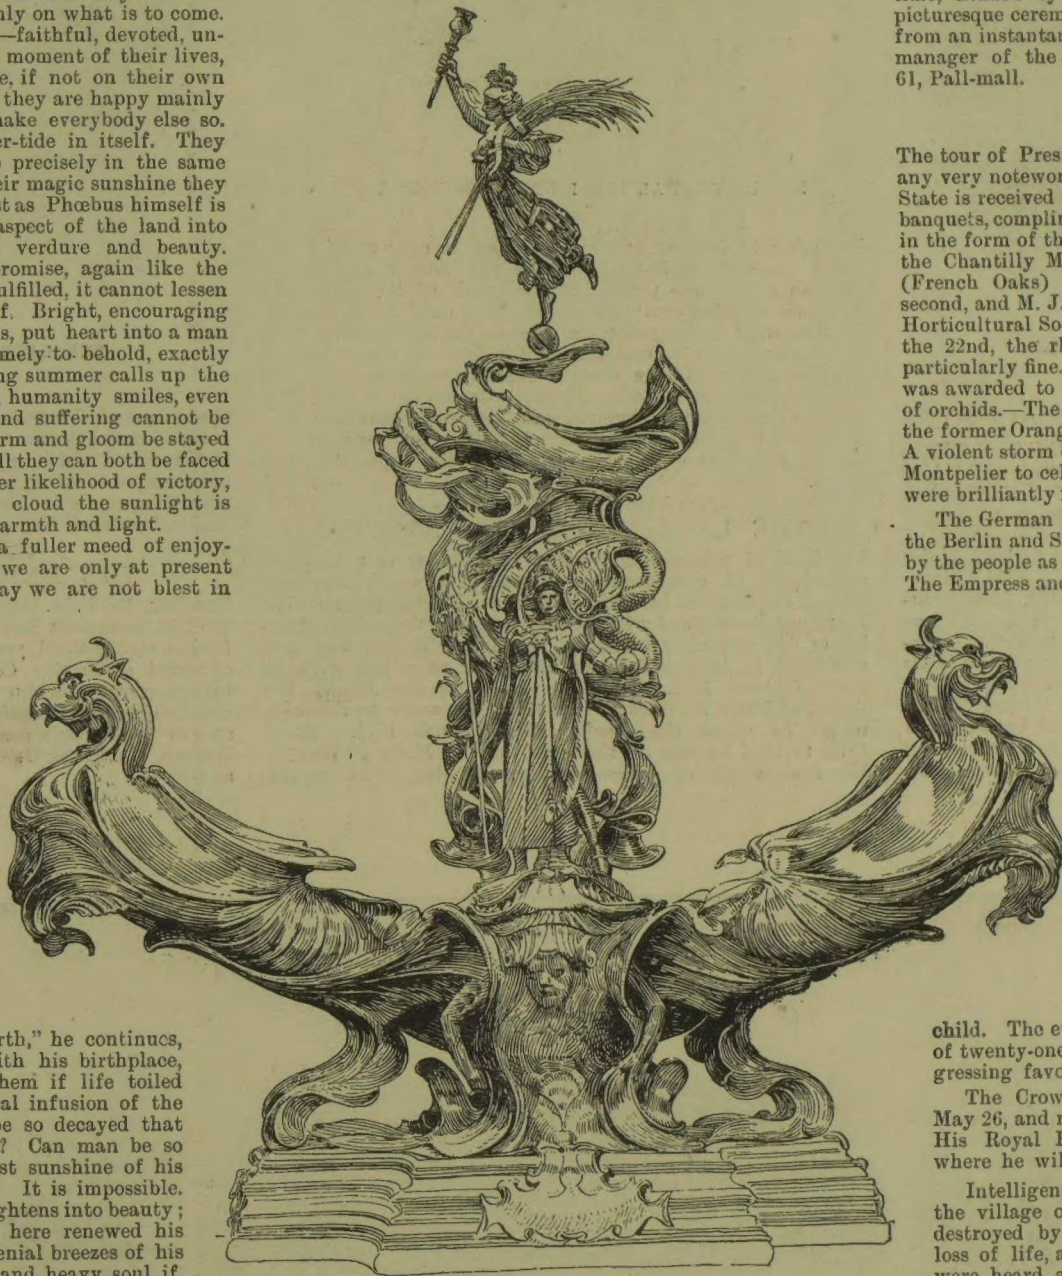 nly on what is to come.
—faithful, devoted, un-
moment of their lives,
e, if not on their own
they are happy mainly
make everybody else so.
er-tide in itself. They
precisely in the same
eir magic sunshine they
st as Phœbus himself is
aspect of the land into
verdure and beauty.
romise, again like the
ulfilled, it cannot lessen
f. Bright, encouraging
s, put heart into a man
mely to behold, exactly
ng summer calls up the
humanity smiles, even
nd suffering cannot be
rm and gloom be stayed
ll they can both be faced
er likelihood of victory,
cloud the sunlight is
armth and light.
a fuller meed of enjoy-
we are only at present
ay we are not blest in
rth," he continues,
ith his birthplace,
hem if life toiled
al infusion of the
be so decayed that
? Can man be so
st sunshine of his
It is impossible.
ghtens into beauty;
here renewed his
enial breezes of his
and heavy soul if
picturesque cerem
from an instantan
manager of the
61, Pall-mall.
The tour of Pres
any very notewor
State is received
banquets, complim
in the form of th
the Chantilly M
(French Oaks)
second, and M. J.
Horticultural So
the 22nd, the rh
particularly fine.
was awarded to
of orchids.—The
the former Orang
A violent storm
Montpelier to cel
were brilliantly
The German
the Berlin and S
by the people as
The Empress and
child. The e
of twenty-one
gressing favo
The Crow
May 26, and r
His Royal H
where he wil
Intelligen
the village o
destroyed by
loss of life, a
were heard